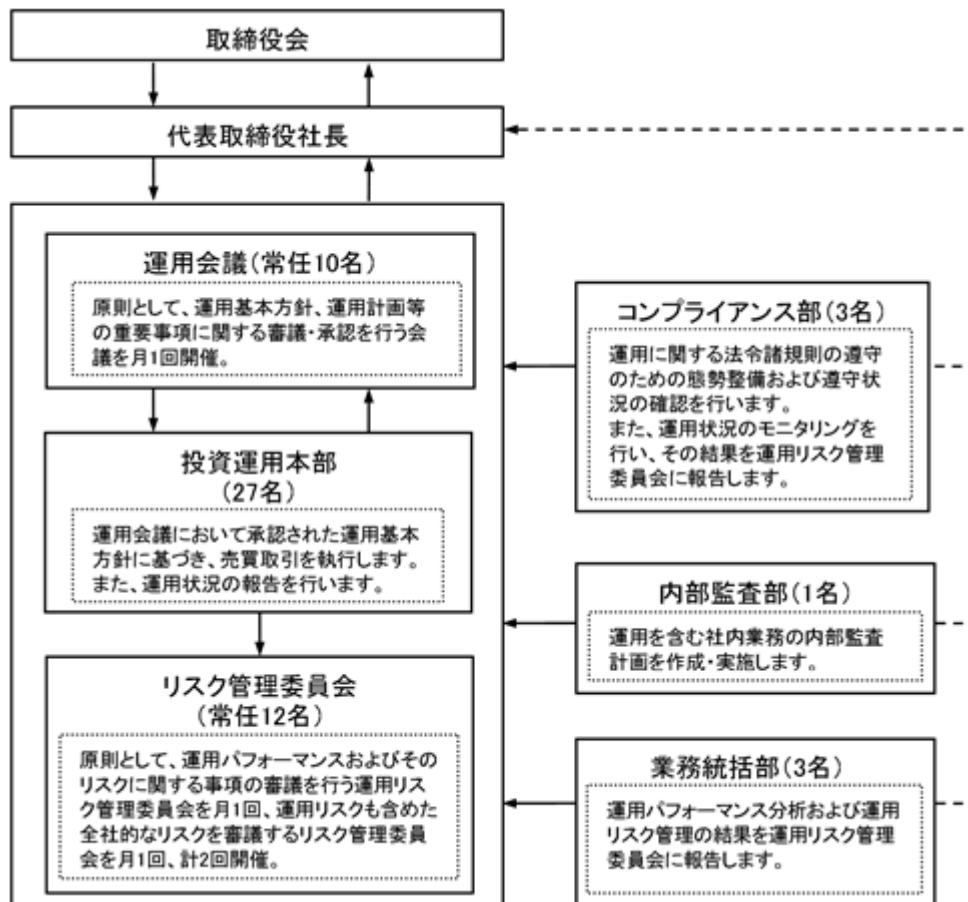 取締役会
代表取締役社長
運用会議(常任10名)
原則として、運用基本方針、運用計画等
の重要事項に関する審議・承認を行う会
議を月1回開催。
投資運用本部
(27名)
運用会議において承認された運用基本
方針に基づき、売買取引を執行します。
また、運用状況の報告を行います。
リスク管理委員会
(常任12名)
原則として、運用パフォーマンスおよびその
リスクに関する事項の審議を行う運用リス
ク管理委員会を月1回、運用リスクも含めた
全社的なリスクを審議するリスク管理委員
会を月1回、計2回開催。
コンプライアンス部(3名)
運用に関する法令諸規則の遵守
のための態勢整備および遵守状
況の確認を行います。
また、運用状況のモニタリングを
行い、その結果を運用リスク管理
委員会に報告します。
内部監査部(1名)
運用を含む社内業務の内部監査
計画を作成・実施します。
業務統括部(3名)
運用パフォーマンス分析および運用
リスク管理の結果を運用リスク管理
委員会に報告します。